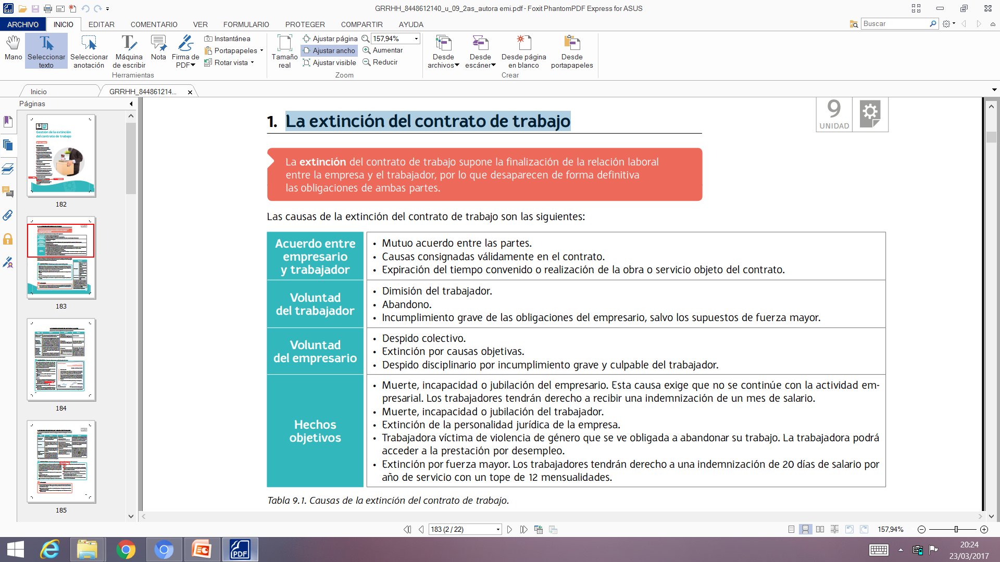 GRRHH_8448612140_u_09_2as_autora emi.pdf - Foxit PhantomPDF Express for ASUS
ARCHIVO INICIO EDITAR COMENTARIO VER FORMULARIO PROTEGER COMPARTIR AYUDA
Buscar
Mano
Seleccionar texto
Seleccionar anotación
Máquina de escribir
Nota
Firma de PDF
Instantánea
Portapapeles
Rotar vista
Herramientas
Tamaño real
Ajustar página
Ajustar ancho
Ajustar visible
157,94%
Aumentar
Reducir
Zoom
Desde archivos
Desde escáner
Desde página en blanco
Desde portapapeles
Crear
Inicio
GRRHH_844861214...
Páginas
Gestión de la extinción
del contrato de trabajo
182
183
184
185
9
UNIDAD
1. La extinción del contrato de trabajo
La extinción del contrato de trabajo supone la finalización de la relación laboral
entre la empresa y el trabajador, por lo que desaparecen de forma definitiva
las obligaciones de ambas partes.
Las causas de la extinción del contrato de trabajo son las siguientes:
Acuerdo entre
empresario
y trabajador
• Mutuo acuerdo entre las partes.
• Causas consignadas válidamente en el contrato.
• Expiración del tiempo convenido o realización de la obra o servicio objeto del contrato.
Voluntad
del trabajador
• Dimisión del trabajador.
• Abandono.
• Incumplimiento grave de las obligaciones del empresario, salvo los supuestos de fuerza mayor.
Voluntad
del empresario
• Despido colectivo.
• Extinción por causas objetivas.
• Despido disciplinario por incumplimiento grave y culpable del trabajador.
Hechos
objetivos
• Muerte, incapacidad o jubilación del empresario. Esta causa exige que no se continúe con la actividad em-
presarial. Los trabajadores tendrán derecho a recibir una indemnización de un mes de salario.
• Muerte, incapacidad o jubilación del trabajador.
• Extinción de la personalidad jurídica de la empresa.
• Trabajadora víctima de violencia de género que se ve obligada a abandonar su trabajo. La trabajadora podrá
acceder a la prestación por desempleo.
• Extinción por fuerza mayor. Los trabajadores tendrán derecho a una indemnización de 20 días de salario por
año de servicio con un tope de 12 mensualidades.
Tabla 9.1. Causas de la extinción del contrato de trabajo.
183 (2 / 22)
157,94%
PDF
20:24
23/03/2017